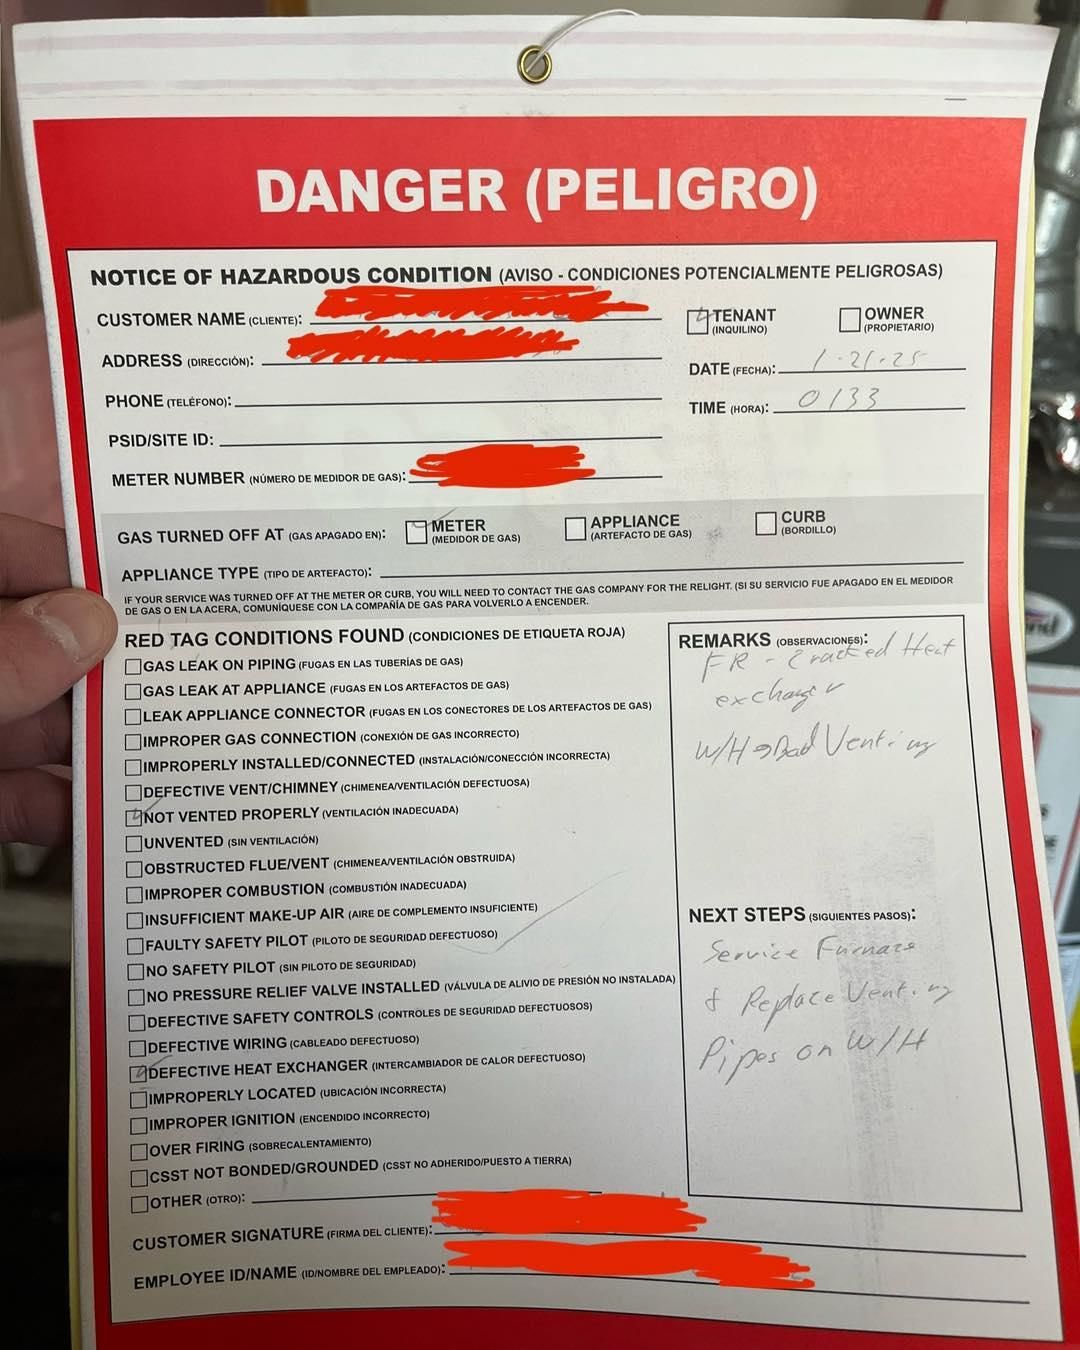 DANGER (PELIGRO)
NOTICE OF HAZARDOUS CONDITION (AVISO - CONDICIONES POTENCIALMENTE PELIGROSAS)
CUSTOMER NAME (CLIENTE):
TENANT (INQUILINO)
OWNER (PROPIETARIO)
ADDRESS (DIRECCIÓN):
DATE (FECHA): 1-21-25
PHONE (TELÉFONO):
TIME (HORA): 0133
PSID/SITE ID:
METER NUMBER (NÚMERO DE MEDIDOR DE GAS):
GAS TURNED OFF AT (GAS APAGADO EN):
METER (MEDIDOR DE GAS)
APPLIANCE (ARTEFACTO DE GAS)
CURB (BORDILLO)
APPLIANCE TYPE (TIPO DE ARTEFACTO):
IF YOUR SERVICE WAS TURNED OFF AT THE METER OR CURB, YOU WILL NEED TO CONTACT THE GAS COMPANY FOR THE RELIGHT. (SI SU SERVICIO FUE APAGADO EN EL MEDIDOR
DE GAS O EN LA ACERA, COMUNÍQUESE CON LA COMPAÑÍA DE GAS PARA VOLVERLO A ENCENDER.
RED TAG CONDITIONS FOUND (CONDICIONES DE ETIQUETA ROJA)
GAS LEAK ON PIPING (FUGAS EN LAS TUBERÍAS DE GAS)
GAS LEAK AT APPLIANCE (FUGAS EN LOS ARTEFACTOS DE GAS)
LEAK APPLIANCE CONNECTOR (FUGAS EN LOS CONECTORES DE LOS ARTEFACTOS DE GAS)
IMPROPER GAS CONNECTION (CONEXIÓN DE GAS INCORRECTO)
IMPROPERLY INSTALLED/CONNECTED (INSTALACIÓN/CONECCIÓN INCORRECTA)
DEFECTIVE VENT/CHIMNEY (CHIMENEA/VENTILACIÓN DEFECTUOSA)
NOT VENTED PROPERLY (VENTILACIÓN INADECUADA)
UNVENTED (SIN VENTILACIÓN)
OBSTRUCTED FLUE/VENT (CHIMENEA/VENTILACIÓN OBSTRUIDA)
IMPROPER COMBUSTION (COMBUSTIÓN INADECUADA)
INSUFFICIENT MAKE-UP AIR (AIRE DE COMPLEMENTO INSUFICIENTE)
FAULTY SAFETY PILOT (PILOTO DE SEGURIDAD DEFECTUOSO)
NO SAFETY PILOT (SIN PILOTO DE SEGURIDAD)
NO PRESSURE RELIEF VALVE INSTALLED (VÁLVULA DE ALIVIO DE PRESIÓN NO INSTALADA)
DEFECTIVE SAFETY CONTROLS (CONTROLES DE SEGURIDAD DEFECTUOSOS)
DEFECTIVE WIRING (CABLEADO DEFECTUOSO)
DEFECTIVE HEAT EXCHANGER (INTERCAMBIADOR DE CALOR DEFECTUOSO)
IMPROPERLY LOCATED (UBICACIÓN INCORRECTA)
IMPROPER IGNITION (ENCENDIDO INCORRECTO)
OVER FIRING (SOBRECALENTAMIENTO)
CSST NOT BONDED/GROUNDED (CSST NO ADHERIDO/PUESTO A TIERRA)
OTHER (OTRO):
REMARKS (OBSERVACIONES):
FR - Cracked Heat
exchanger
W/H → Bad Venting
NEXT STEPS (SIGUIENTES PASOS):
Service Furnace
& Replace Venting
Pipes on W/H
CUSTOMER SIGNATURE (FIRMA DEL CLIENTE):
EMPLOYEE ID/NAME (ID/NOMBRE DEL EMPLEADO):